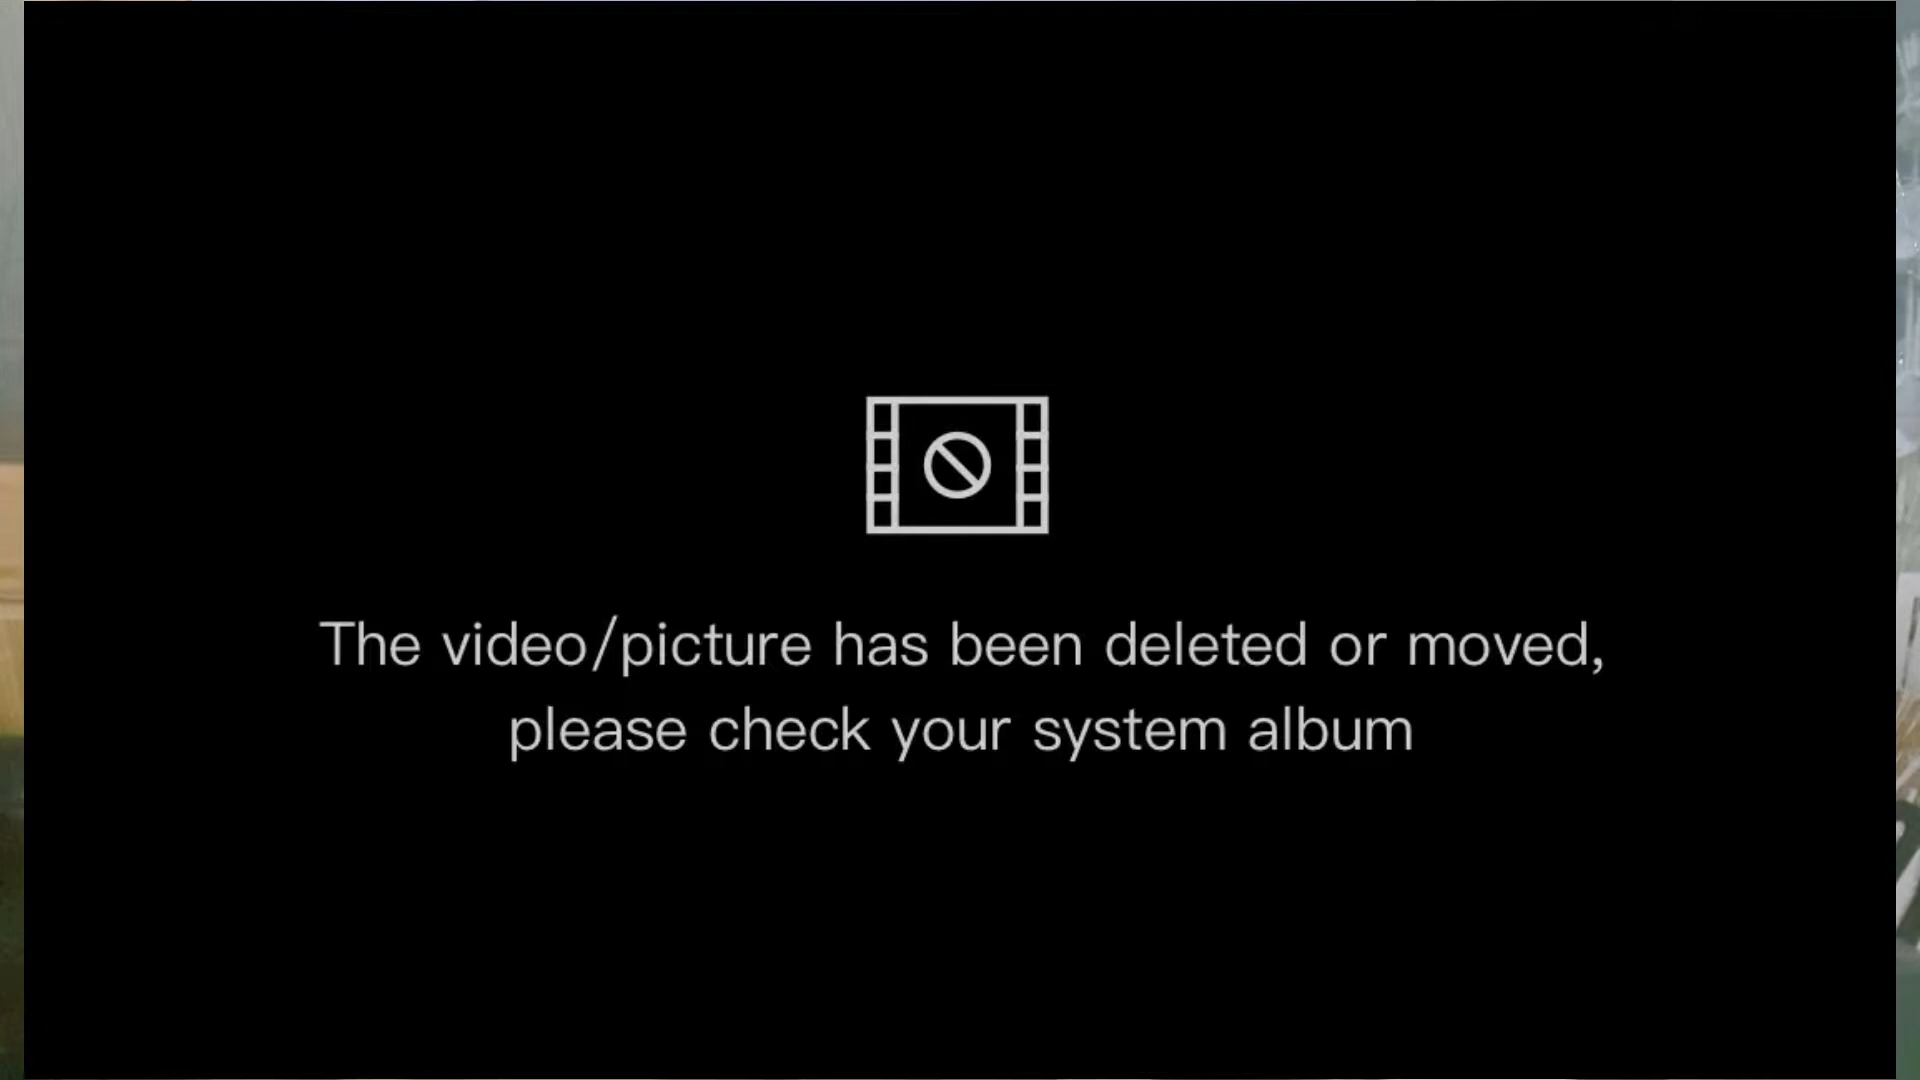 The video/picture has been deleted or moved,
please check your system album